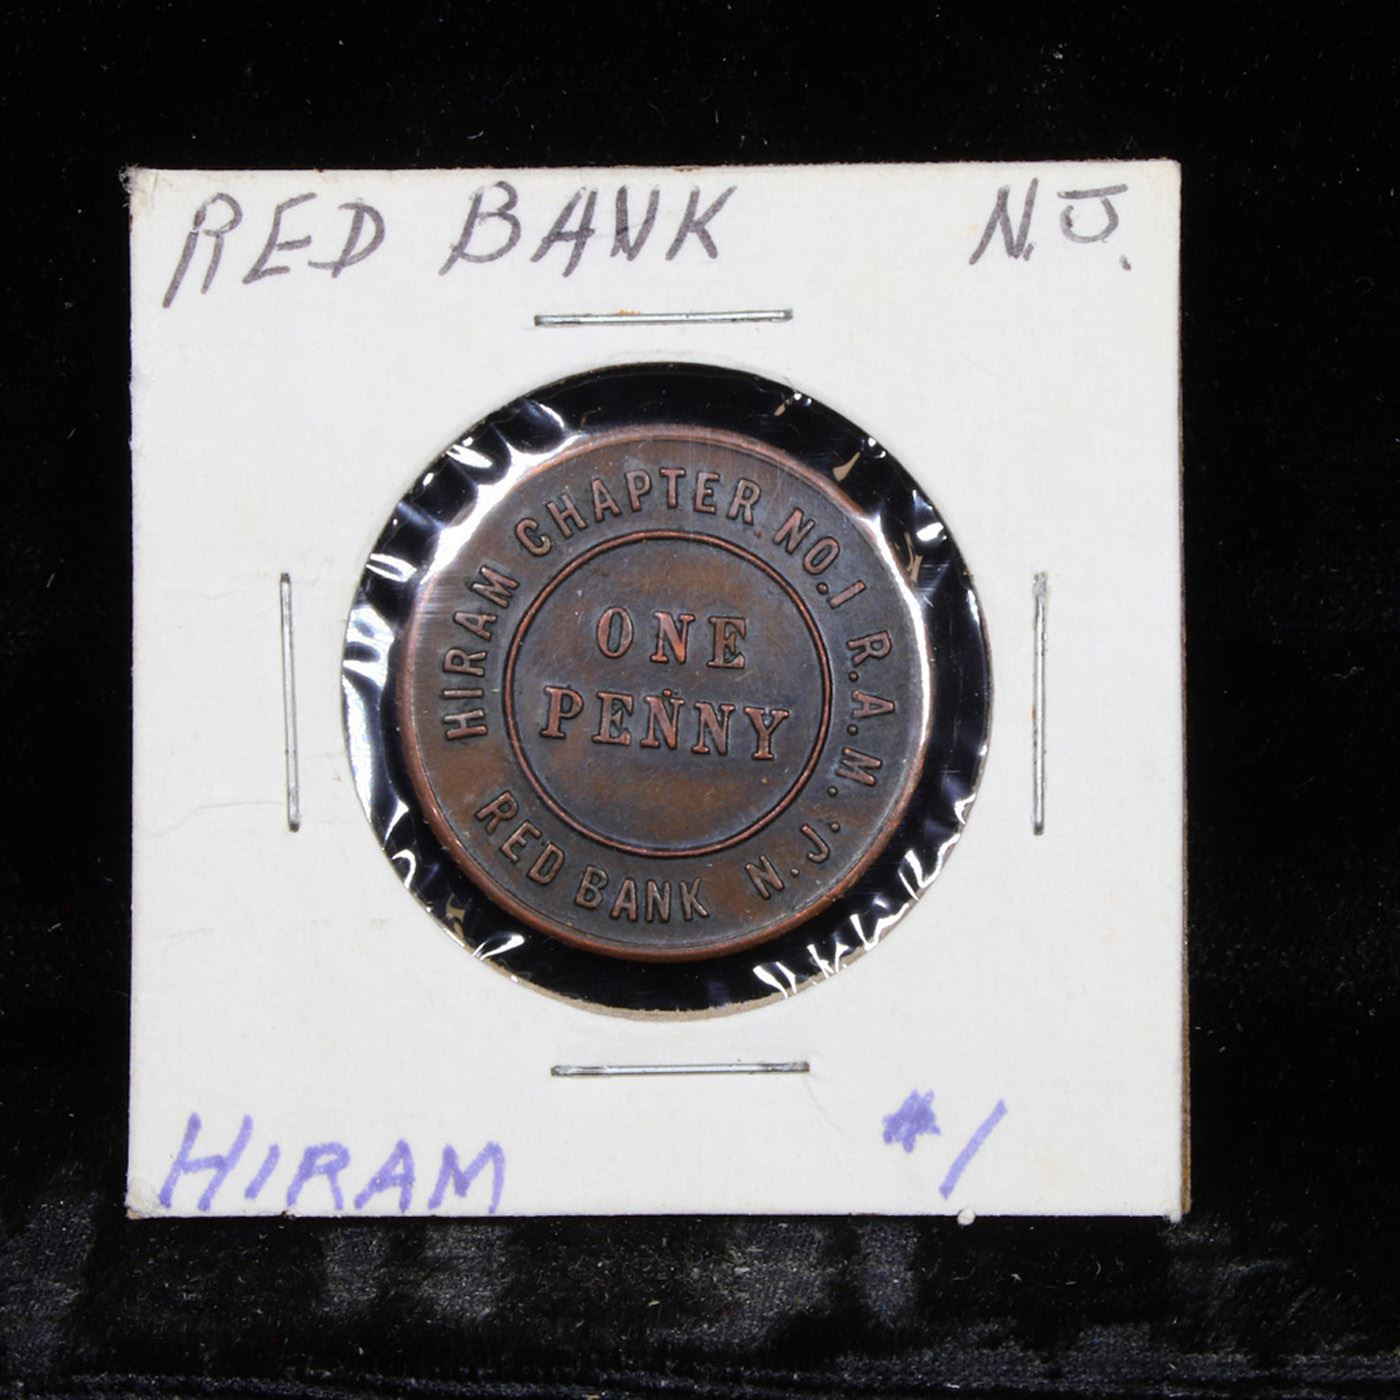 RED BANK N.J.
HIRAM CHAPTER NO. 1 R.A.M.
ONE
PENNY
RED BANK N.J.
HIRAM #1